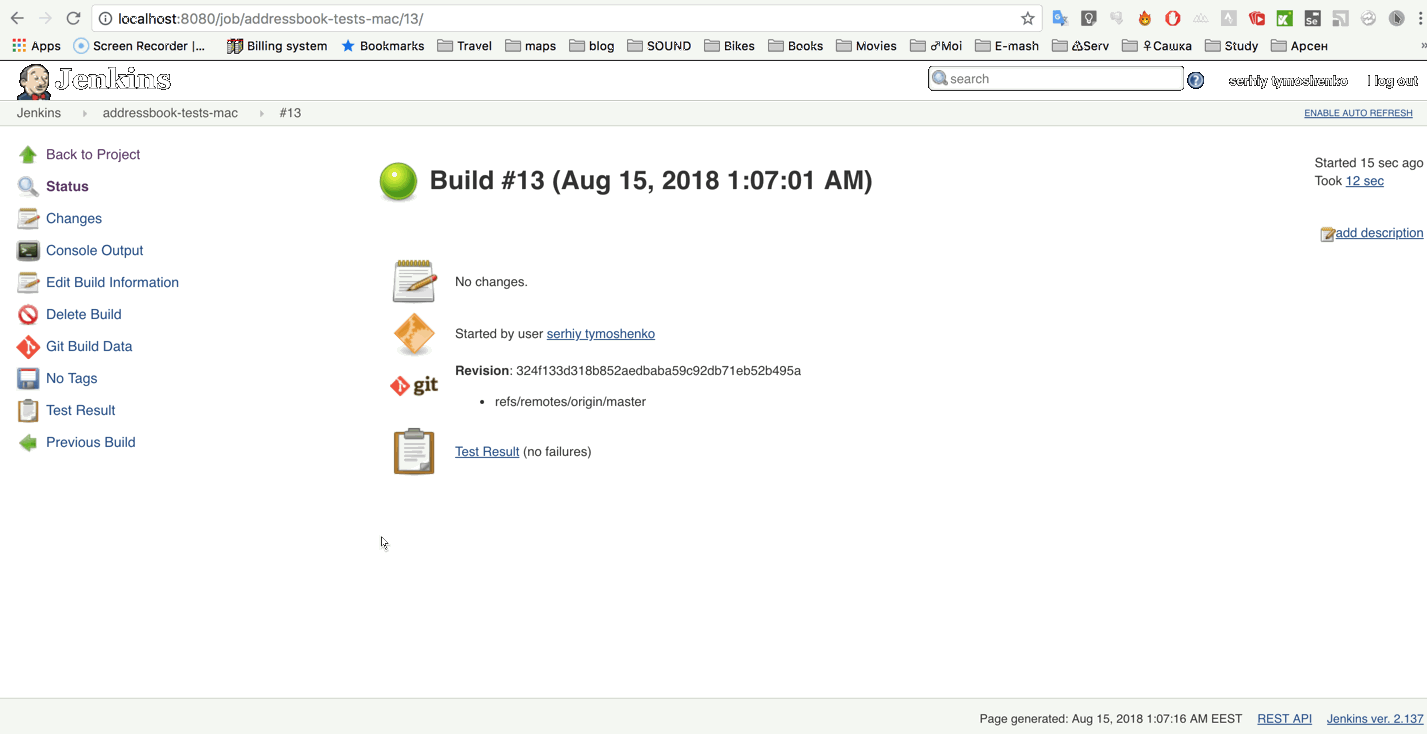 localhost:8080/job/addressbook-tests-mac/13/
Apps Screen Recorder |... Billing system Bookmarks Travel maps blog SOUND Bikes Books Movies ♂Moi E-mash Serv ♀Сашка Study Арсен »
Jenkins search serhiy tymoshenko | log out
Jenkins addressbook-tests-mac #13 ENABLE AUTO REFRESH
Back to Project
Status
Changes
Console Output
Edit Build Information
Delete Build
Git Build Data
No Tags
Test Result
Previous Build
Build #13 (Aug 15, 2018 1:07:01 AM)
Started 15 sec ago
Took 12 sec
add description
No changes.
Started by user serhiy tymoshenko
git
Revision: 324f133d318b852aedbaba59c92db71eb52b495a
• refs/remotes/origin/master
Test Result (no failures)
Page generated: Aug 15, 2018 1:07:16 AM EEST REST API Jenkins ver. 2.137